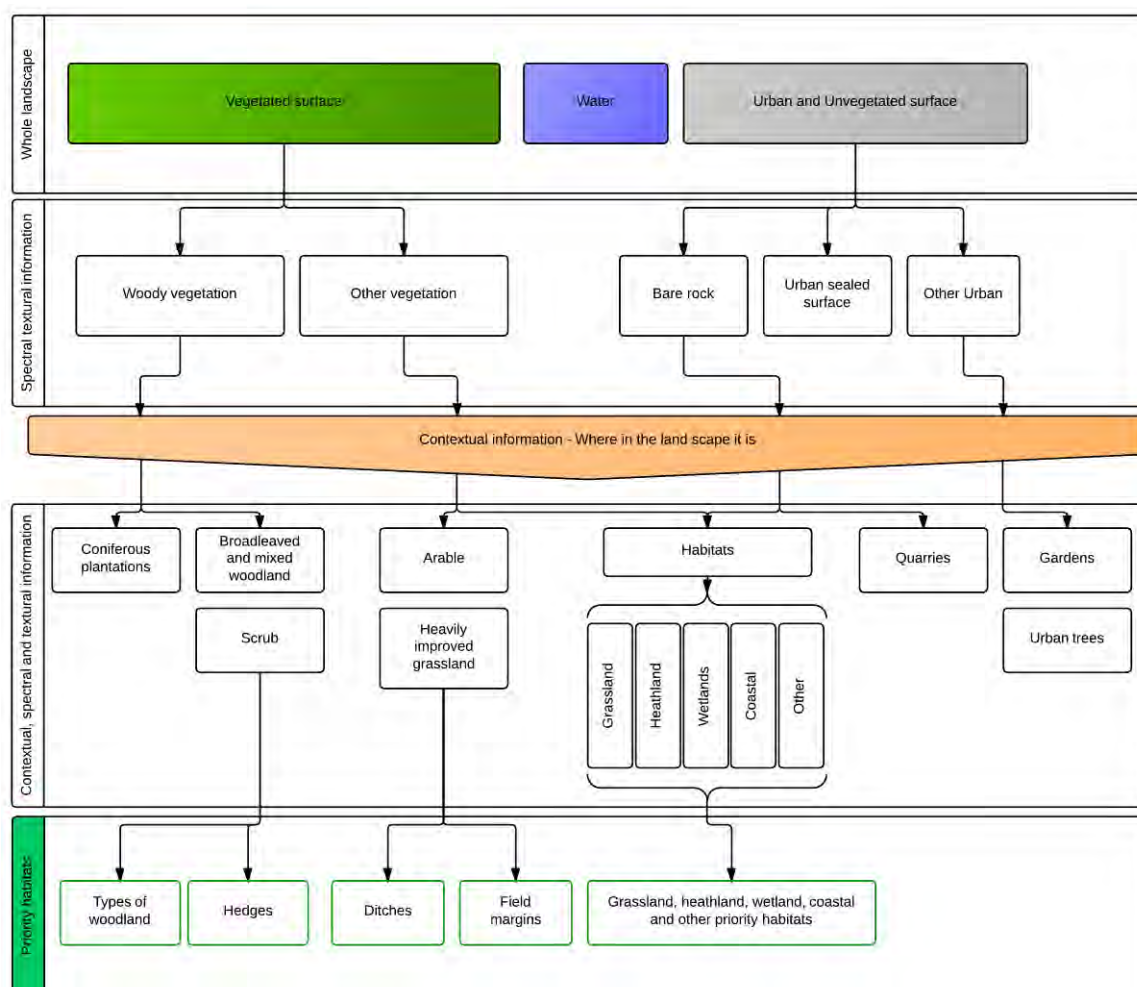 Whole landscape
Vegetated surface
Water
Urban and Unvegetated surface
Spectral textural information
Woody vegetation
Other vegetation
Bare rock
Urban sealed
surface
Other Urban
Contextual information - Where in the land scape it is
Contextual, spectral and textural information
Coniferous
plantations
Broadleaved
and mixed
woodland
Arable
Habitats
Quarries
Gardens
Scrub
Heavily
improved
grassland
Grassland
Heathland
Wetlands
Coastal
Other
Urban trees
Priority habitats
Types of
woodland
Hedges
Ditches
Field
margins
Grassland, heathland, wetland, coastal
and other priority habitats